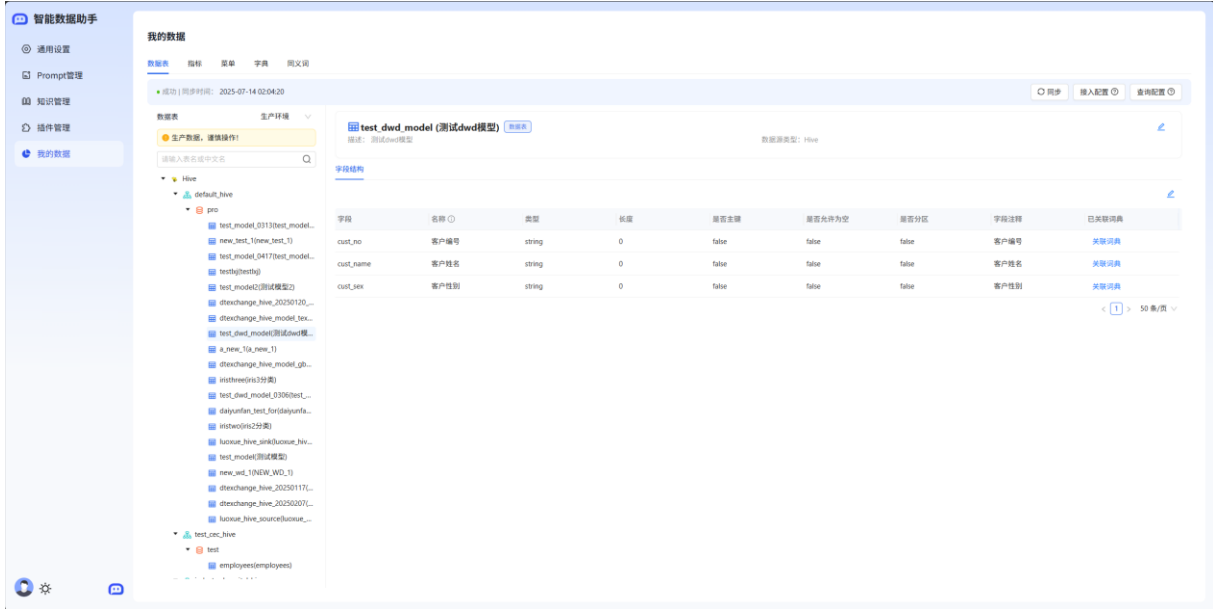 智能数据助手
通用设置
Prompt管理
知识管理
插件管理
我的数据
我的数据
数据表 指标 菜单 字典 同义词
成功 | 同步时间: 2025-07-14 02:04:20
同步 接入配置 查询配置
数据表 生产环境
生产数据，谨慎操作!
请输入表名或中文名
Hive
default_hive
pro
test_model_0313(test_model...
new_test_1(new_test_1)
test_model_0417(test_model...
testlxj(testlxj)
test_model2(测试模型2)
dtexchange_hive_20250120_...
dtexchange_hive_model_tex...
test_dwd_model(测试dwd模...
a_new_1(a_new_1)
dtexchange_hive_model_gb...
iristhree(iris3分类)
test_dwd_model_0306(test_...
daiyunfan_test_for(daiyunfa...
iristwo(iris2分类)
luoxue_hive_sink(luoxue_hiv...
test_model(测试模型)
new_wd_1(NEW_WD_1)
dtexchange_hive_20250117(...
dtexchange_hive_20250207(...
luoxue_hive_source(luoxue_...
test_cec_hive
test
employees(employees)
test_dwd_model (测试dwd模型) 数据表
描述: 测试dwd模型 数据源类型: Hive
字段结构
字段 名称 类型 长度 是否主键 是否允许为空 是否分区 字段注释 已关联词典
cust_no 客户编号 string 0 false false false 客户编号 关联词典
cust_name 客户姓名 string 0 false false false 客户姓名 关联词典
cust_sex 客户性别 string 0 false false false 客户性别 关联词典
< 1 > 50 条/页